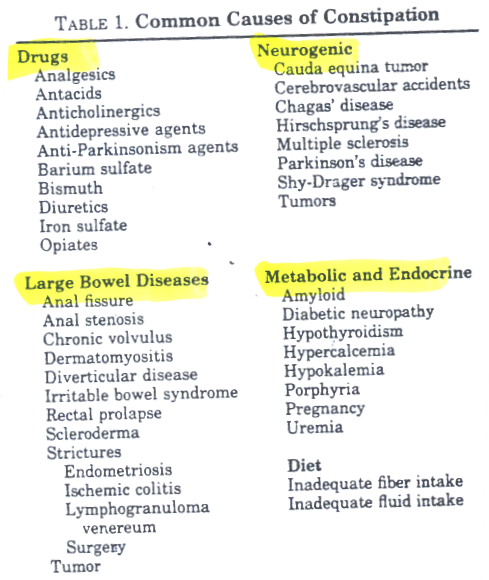 TABLE 1. Common Causes of Constipation
Drugs
Analgesics
Antacids
Anticholinergics
Antidepressive agents
Anti-Parkinsonism agents
Barium sulfate
Bismuth
Diuretics
Iron sulfate
Opiates
Neurogenic
Cauda equina tumor
Cerebrovascular accidents
Chagas' disease
Hirschsprung's disease
Multiple sclerosis
Parkinson's disease
Shy-Drager syndrome
Tumors
Large Bowel Diseases
Anal fissure
Anal stenosis
Chronic volvulus
Dermatomyositis
Diverticular disease
Irritable bowel syndrome
Rectal prolapse
Scleroderma
Strictures
Endometriosis
Ischemic colitis
Lymphogranuloma
venereum
Surgery
Tumor
Metabolic and Endocrine
Amyloid
Diabetic neuropathy
Hypothyroidism
Hypercalcemia
Hypokalemia
Porphyria
Pregnancy
Uremia
Diet
Inadequate fiber intake
Inadequate fluid intake